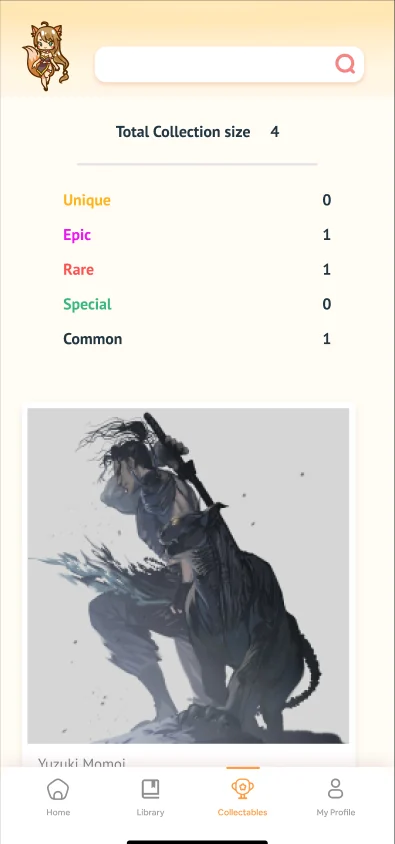 Total Collection size 4
Unique 0
Epic 1
Rare 1
Special 0
Common 1
Yuzuki Momoi
Home Library Collectables My Profile